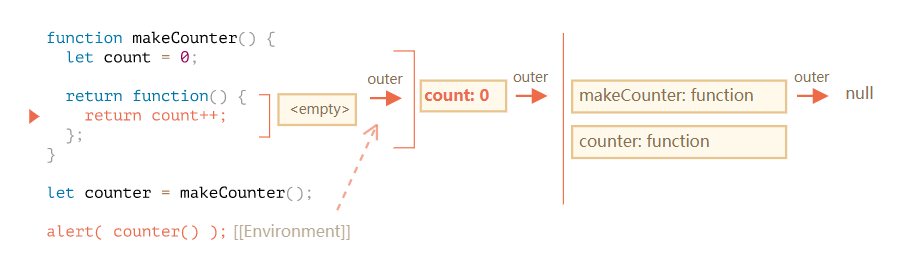 function makeCounter() {
let count = 0;
return function() {
return count++;
};
}
let counter = makeCounter();
alert( counter() );
[[Environment]]
<empty>
outer
count: 0
outer
makeCounter: function
counter: function
outer
null